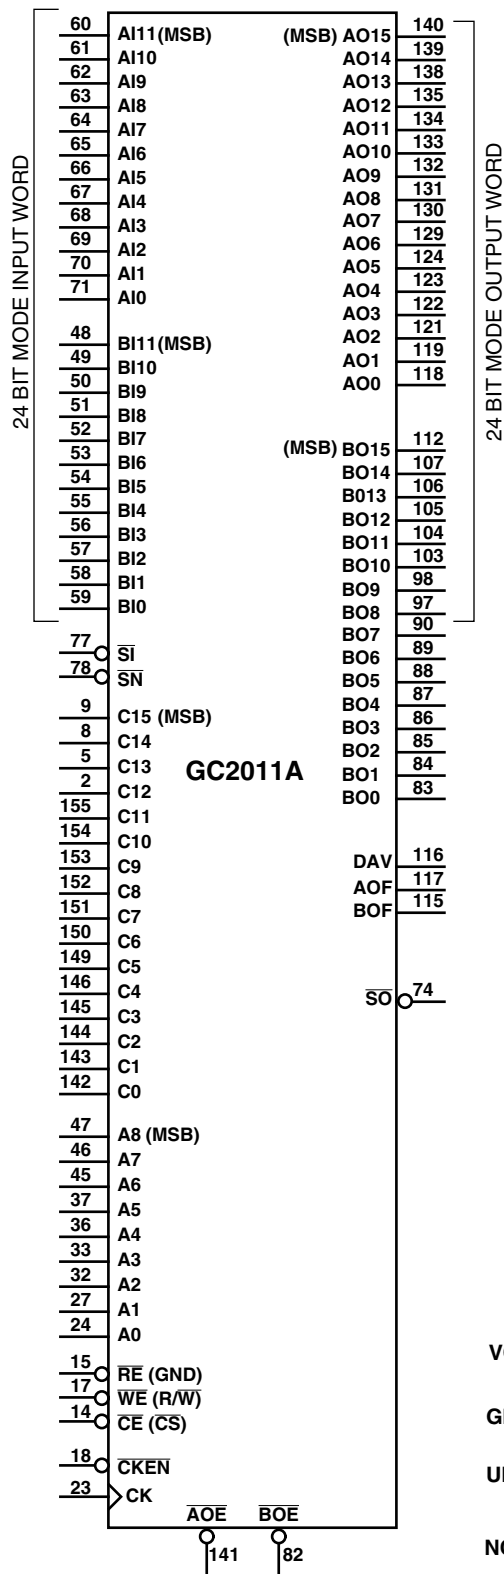 24 BIT MODE INPUT WORD
60 AI11(MSB)
61 AI10
62 AI9
63 AI8
64 AI7
65 AI6
66 AI5
67 AI4
68 AI3
69 AI2
70 AI1
71 AI0
48 BI11(MSB)
49 BI10
50 BI9
51 BI8
52 BI7
53 BI6
54 BI5
55 BI4
56 BI3
57 BI2
58 BI1
59 BI0
77 S̅I̅
78 S̅N̅
9 C15 (MSB)
8 C14
5 C13
2 C12
155 C11
154 C10
153 C9
152 C8
151 C7
150 C6
149 C5
146 C4
145 C3
144 C2
143 C1
142 C0
47 A8 (MSB)
46 A7
45 A6
37 A5
36 A4
33 A3
32 A2
27 A1
24 A0
15 R̅E̅ (GND)
17 W̅E̅ (R/W̅)
14 C̅E̅ (C̅S̅)
18 C̅K̅E̅N̅
23 CK
GC2011A
(MSB) AO15 140
AO14 139
AO13 138
AO12 135
AO11 134
AO10 133
AO9 132
AO8 131
AO7 130
AO6 129
AO5 124
AO4 123
AO3 122
AO2 121
AO1 119
AO0 118
(MSB) BO15 112
BO14 107
B013 106
BO12 105
BO11 104
BO10 103
BO9 98
BO8 97
BO7 90
BO6 89
BO5 88
BO4 87
BO3 86
BO2 85
BO1 84
BO0 83
DAV 116
AOF 117
BOF 115
S̅O̅ 74
24 BIT MODE OUTPUT WORD
A̅O̅E̅ B̅O̅E̅
141 82